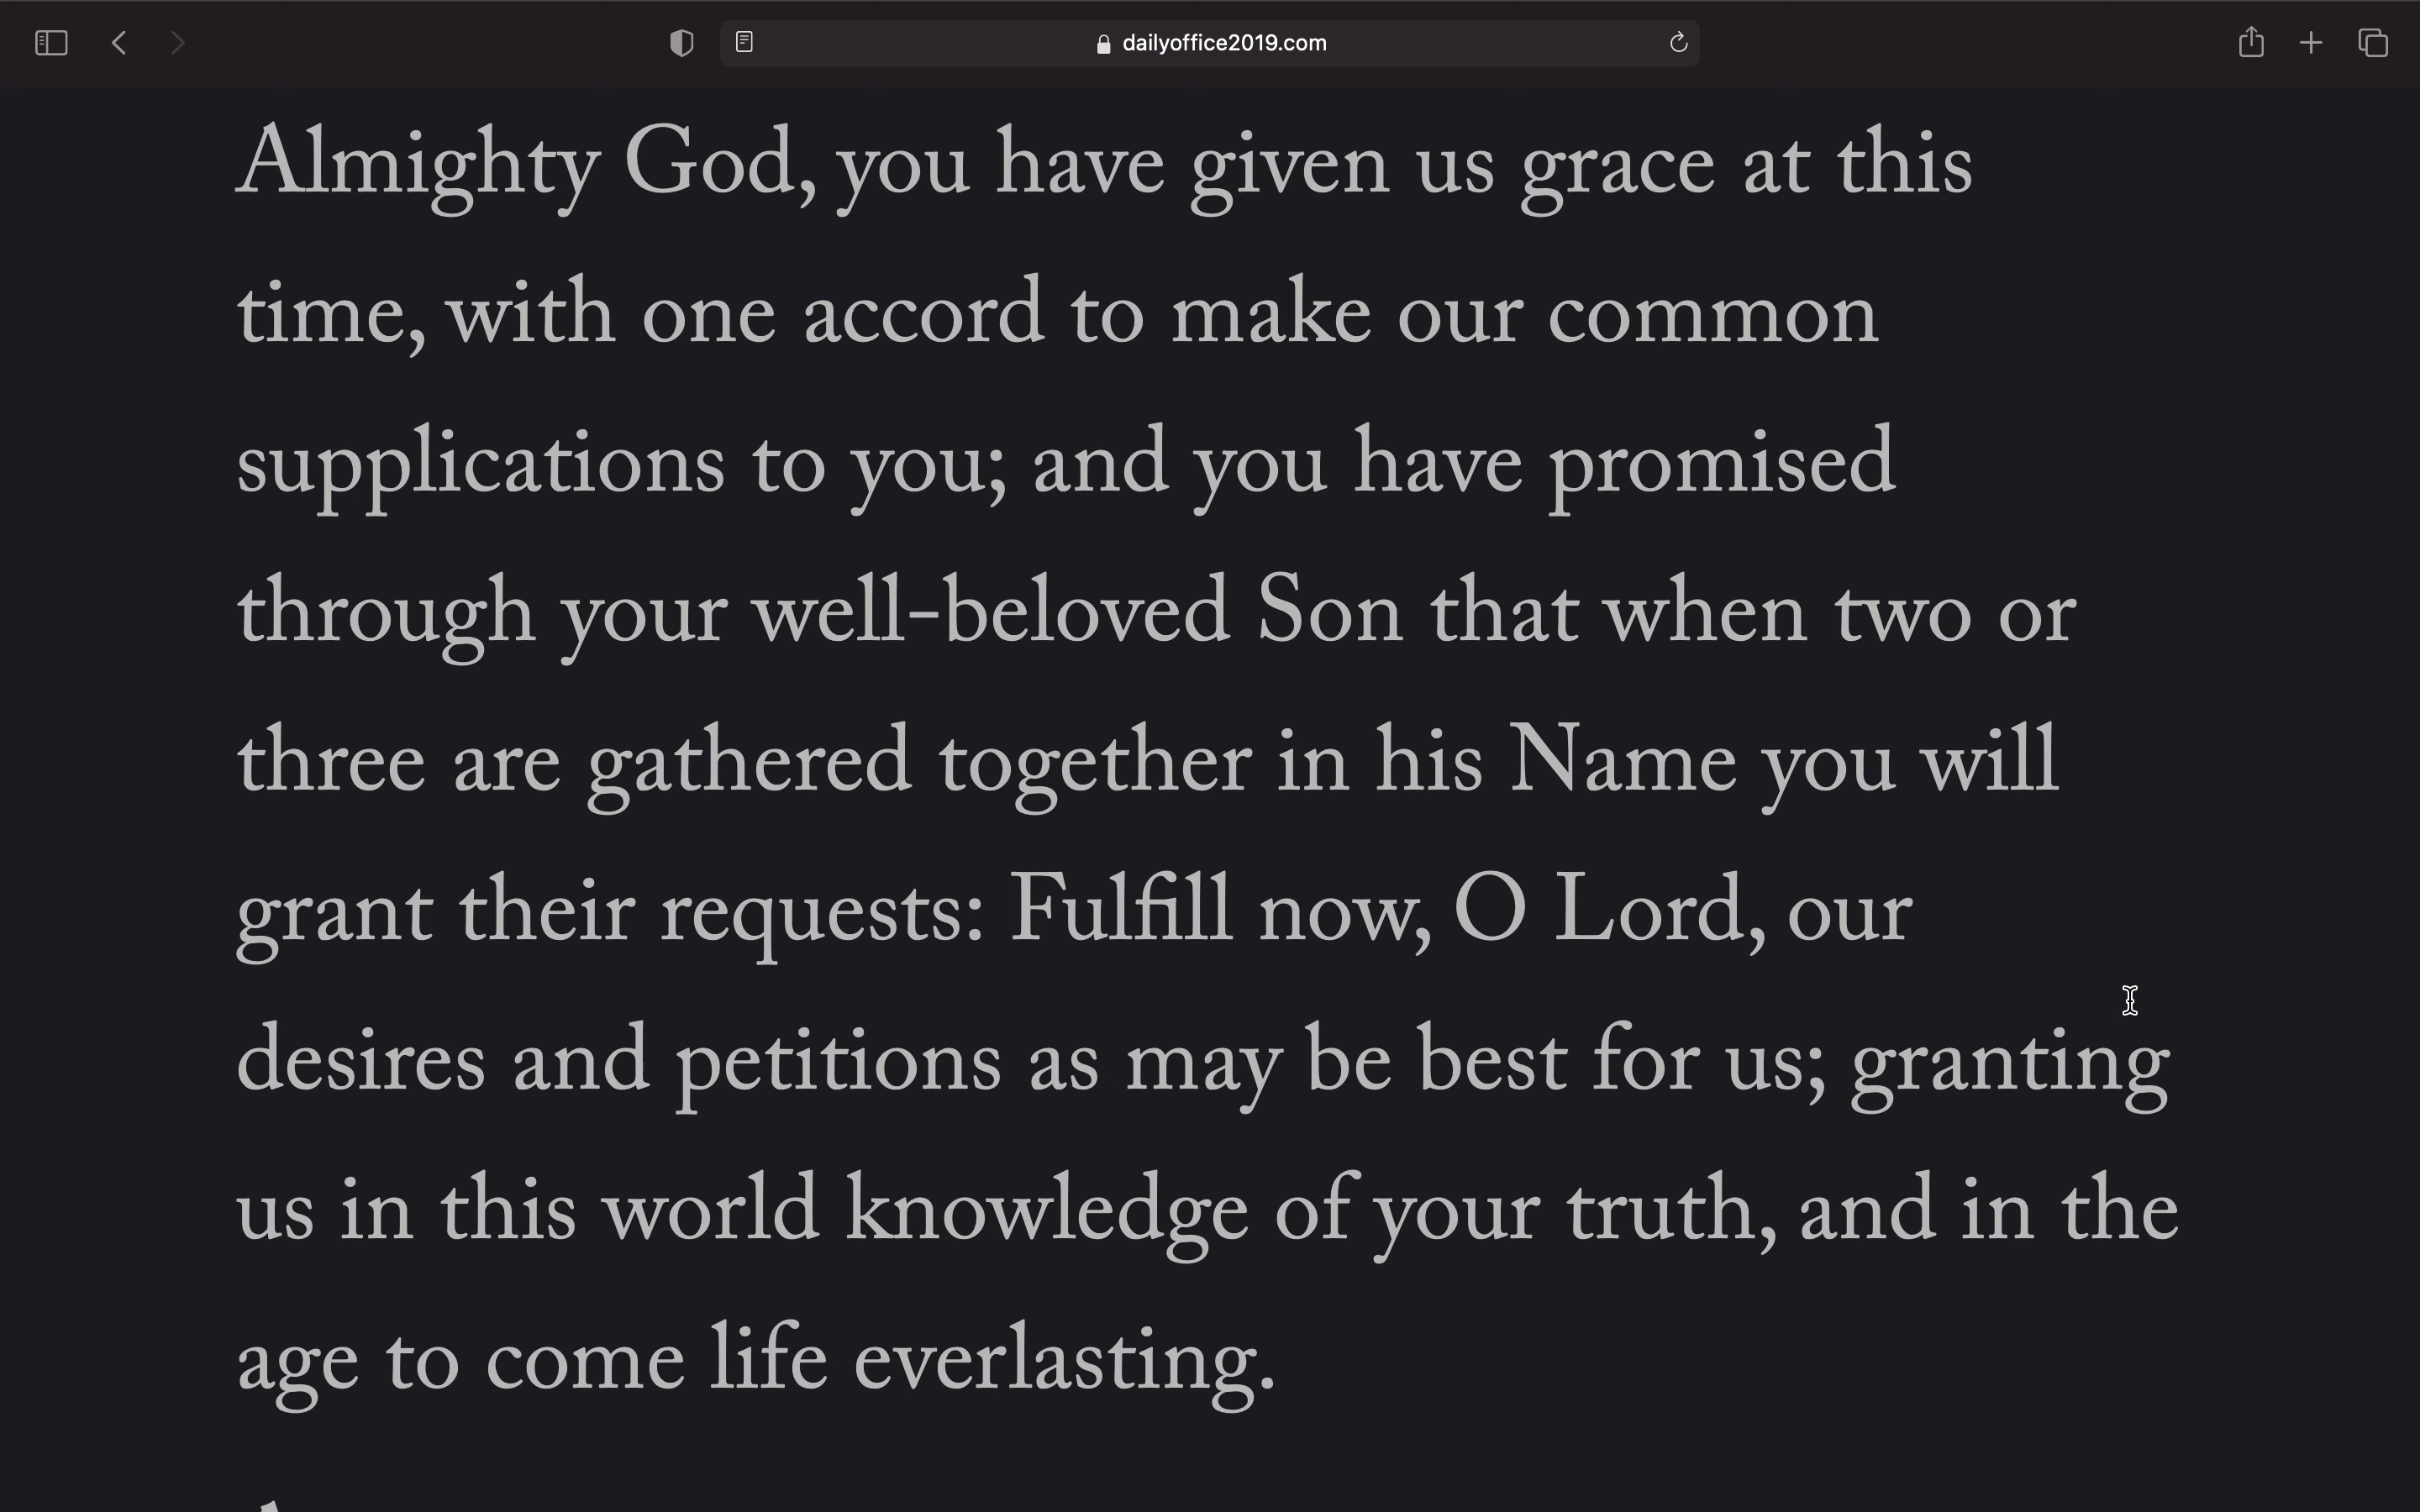 dailyoffice2019.com
Almighty God, you have given us grace at this
time, with one accord to make our common
supplications to you; and you have promised
through your well-beloved Son that when two or
three are gathered together in his Name you will
grant their requests: Fulfill now, O Lord, our
desires and petitions as may be best for us; granting
us in this world knowledge of your truth, and in the
age to come life everlasting.